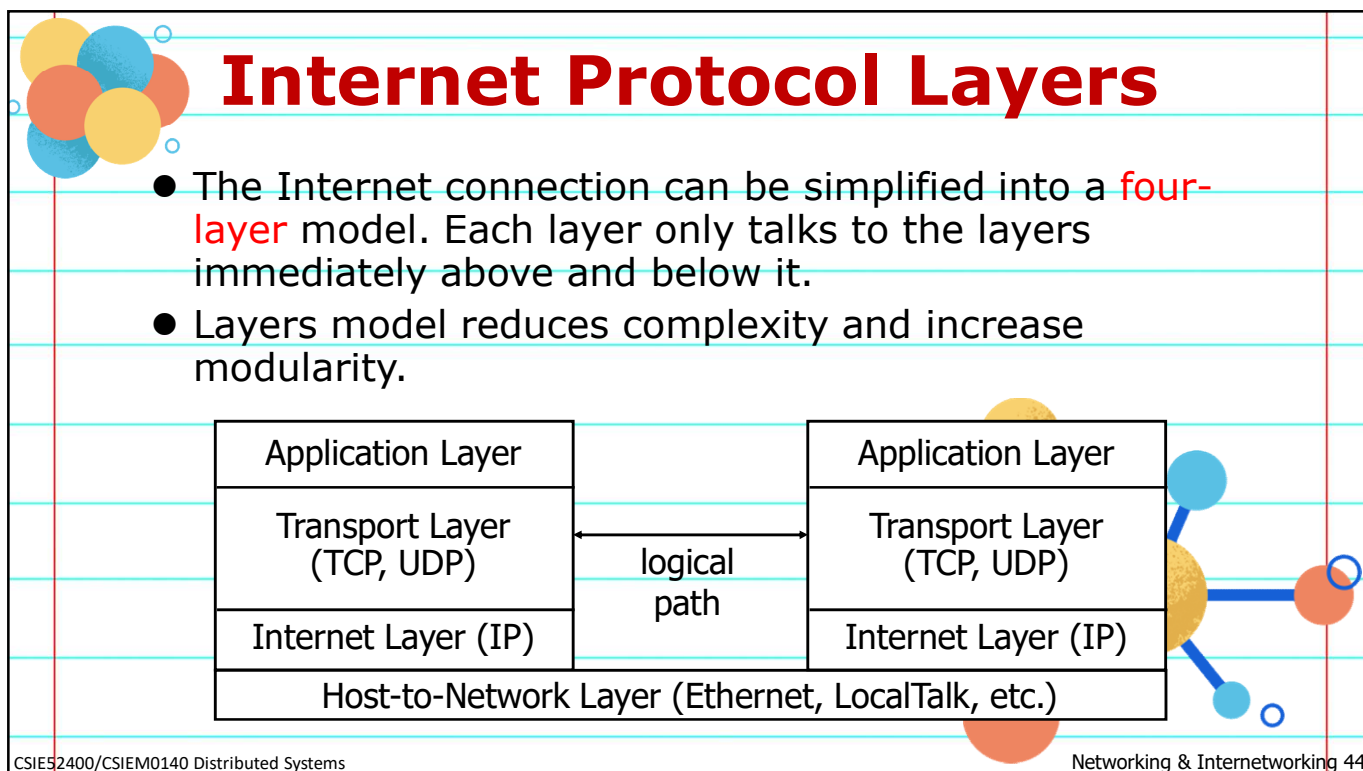 Internet Protocol Layers
● The Internet connection can be simplified into a four-
layer model. Each layer only talks to the layers
immediately above and below it.
● Layers model reduces complexity and increase
modularity.
Application Layer
Transport Layer
(TCP, UDP)
Internet Layer (IP)
logical
path
Application Layer
Transport Layer
(TCP, UDP)
Internet Layer (IP)
Host-to-Network Layer (Ethernet, LocalTalk, etc.)
CSIE52400/CSIEM0140 Distributed Systems
Networking & Internetworking 44